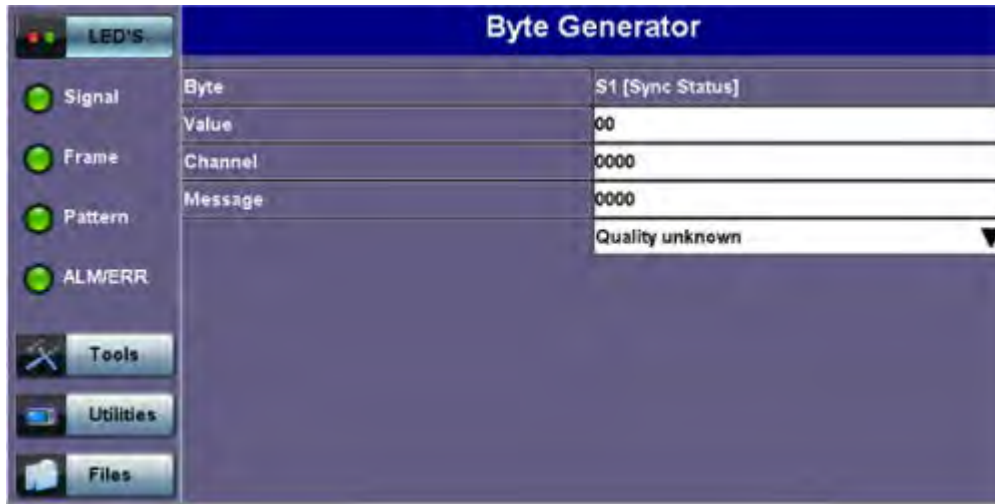 LED'S
Byte Generator
Signal
Byte
S1 [Sync Status]
Value
00
Frame
Channel
0000
Message
0000
Pattern
Quality unknown
ALM/ERR
Tools
Utilities
Files